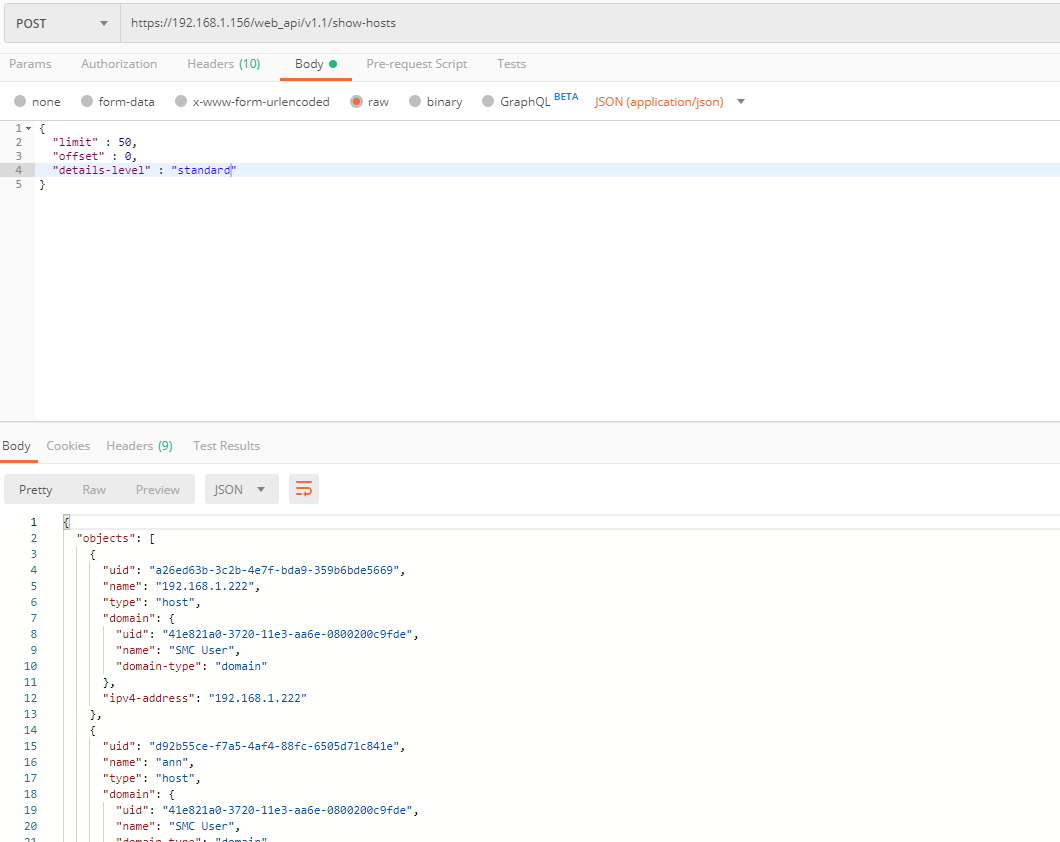 POST https://192.168.1.156/web_api/v1.1/show-hosts
Params Authorization Headers (10) Body Pre-request Script Tests
none form-data x-www-form-urlencoded raw binary GraphQL BETA JSON (application/json)
1 {
2 "limit" : 50,
3 "offset" : 0,
4 "details-level" : "standard"
5 }
Body Cookies Headers (9) Test Results
Pretty Raw Preview JSON
1 {
2 "objects": [
3 {
4 "uid": "a26ed63b-3c2b-4e7f-bda9-359b6bde5669",
5 "name": "192.168.1.222",
6 "type": "host",
7 "domain": {
8 "uid": "41e821a0-3720-11e3-aa6e-0800200c9fde",
9 "name": "SMC User",
10 "domain-type": "domain"
11 },
12 "ipv4-address": "192.168.1.222"
13 },
14 {
15 "uid": "d92b55ce-f7a5-4af4-88fc-6505d71c841e",
16 "name": "ann",
17 "type": "host",
18 "domain": {
19 "uid": "41e821a0-3720-11e3-aa6e-0800200c9fde",
20 "name": "SMC User",
21 "domain-type": "domain"